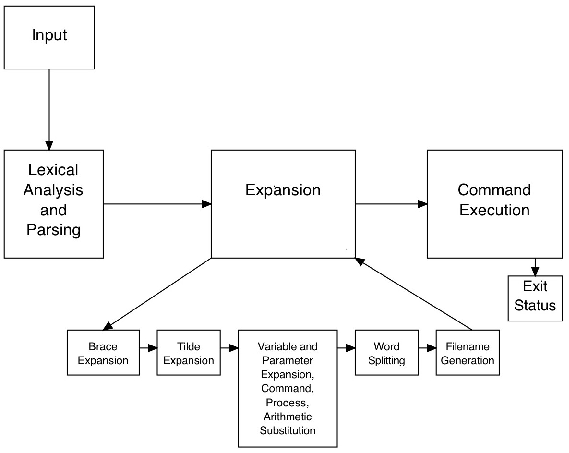 Input
Lexical
Analysis
and
Parsing
Expansion
Command
Execution
Exit
Status
Brace
Expansion
Tilde
Expansion
Variable and
Parameter
Expansion,
Command,
Process,
Arithmetic
Substitution
Word
Splitting
Filename
Generation